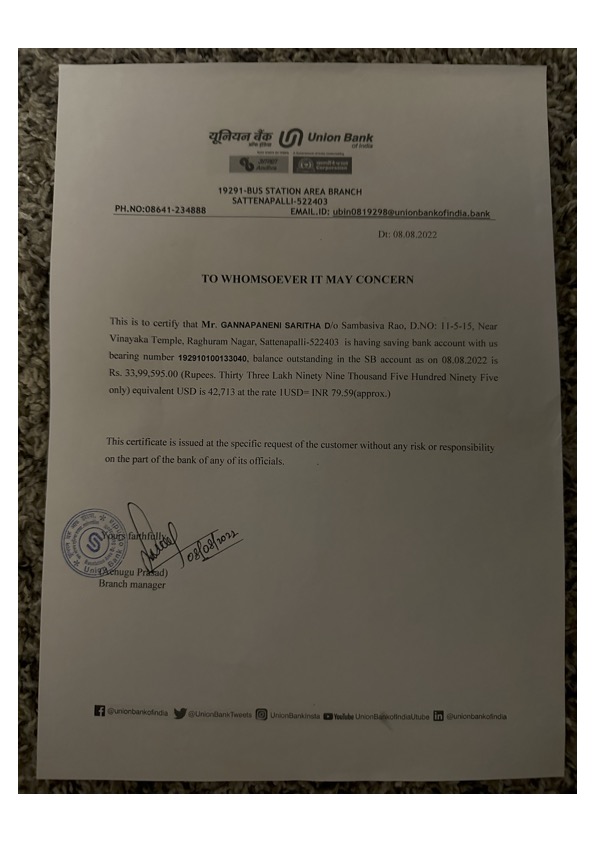 यूनियन बैंक Union Bank
ऑफ इंडिया of India
Andhra Corporation
19291-BUS STATION AREA BRANCH
SATTENAPALLI-522403
PH.NO:08641-234888 EMAIL.ID: ubin0819298@unionbankofindia.bank
Dt: 08.08.2022
TO WHOMSOEVER IT MAY CONCERN
This is to certify that Mr. GANNAPANENI SARITHA D/o Sambasiva Rao, D.NO: 11-5-15, Near
Vinayaka Temple, Raghuram Nagar, Sattenapalli-522403 is having saving bank account with us
bearing number 192910100133040, balance outstanding in the SB account as on 08.08.2022 is
Rs. 33,99,595.00 (Rupees. Thirty Three Lakh Ninety Nine Thousand Five Hundred Ninety Five
only) equivalent USD is 42,713 at the rate 1USD= INR 79.59(approx.)
This certificate is issued at the specific request of the customer without any risk or responsibility
on the part of the bank of any of its officials.
Yours faithfully
08/08/2022
Prasad)
Branch manager
@unionbankofindia @UnionBankTweets UnionBankInsta YouTube UnionBankofIndiaUtube @unionbankofindia